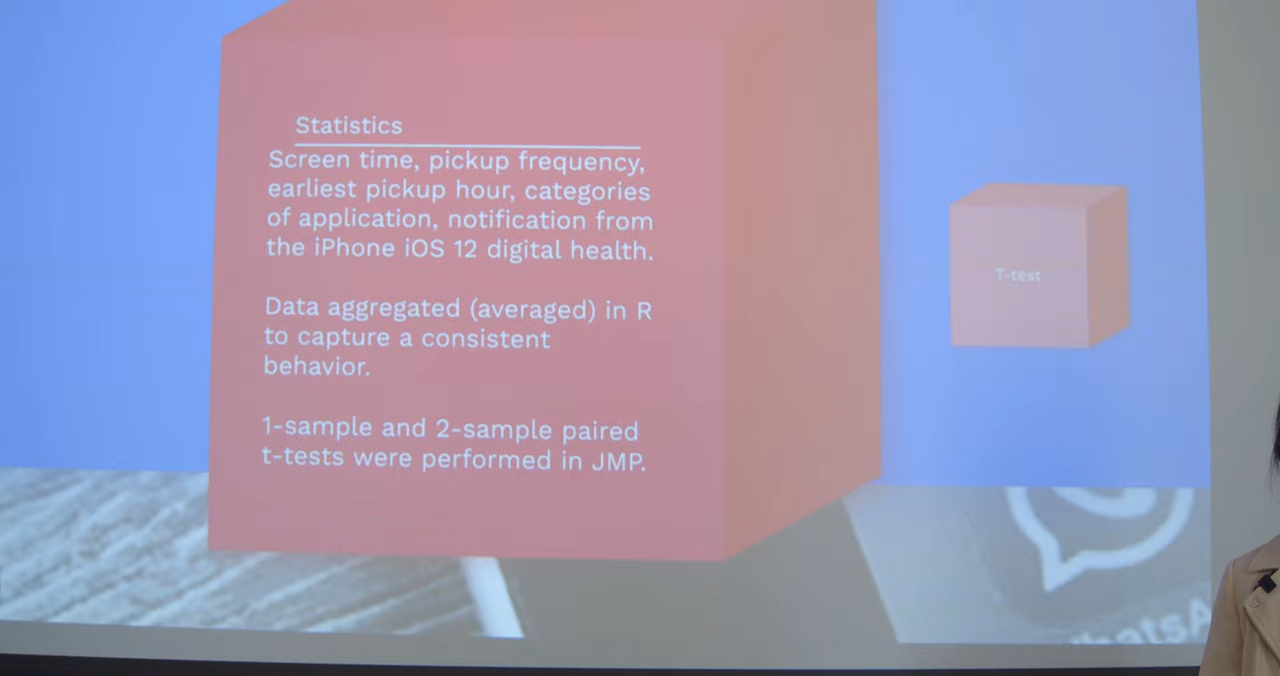 Statistics
Screen time, pickup frequency,
earliest pickup hour, categories
of application, notification from
the iPhone iOS 12 digital health.
Data aggregated (averaged) in R
to capture a consistent
behavior.
1-sample and 2-sample paired
t-tests were performed in JMP.
T-test